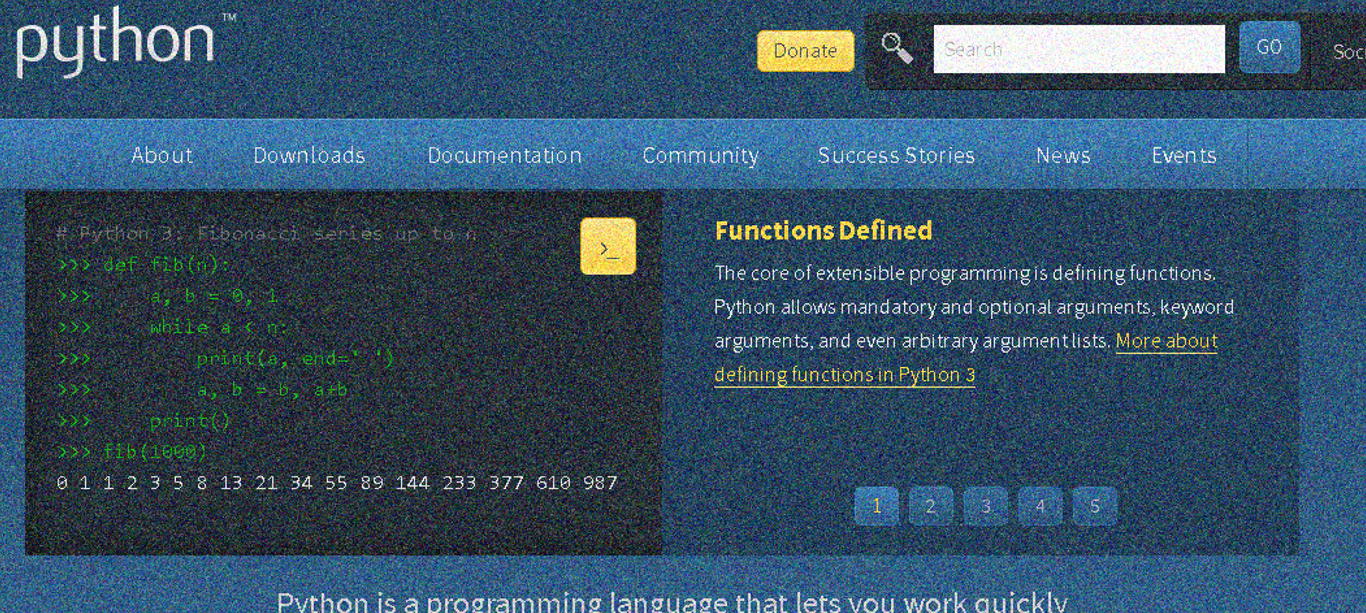 python™
Donate
Search
GO
Soc
About Downloads Documentation Community Success Stories News Events
# Python 3: Fibonacci series up to n
>>> def fib(n):
>>>     a, b = 0, 1
>>>     while a < n:
>>>         print(a, end=' ')
>>>         a, b = b, a+b
>>>     print()
>>> fib(1000)
0 1 1 2 3 5 8 13 21 34 55 89 144 233 377 610 987
>_
Functions Defined
The core of extensible programming is defining functions.
Python allows mandatory and optional arguments, keyword
arguments, and even arbitrary argument lists. More about
defining functions in Python 3
1 2 3 4 5
Python is a programming language that lets you work quickly